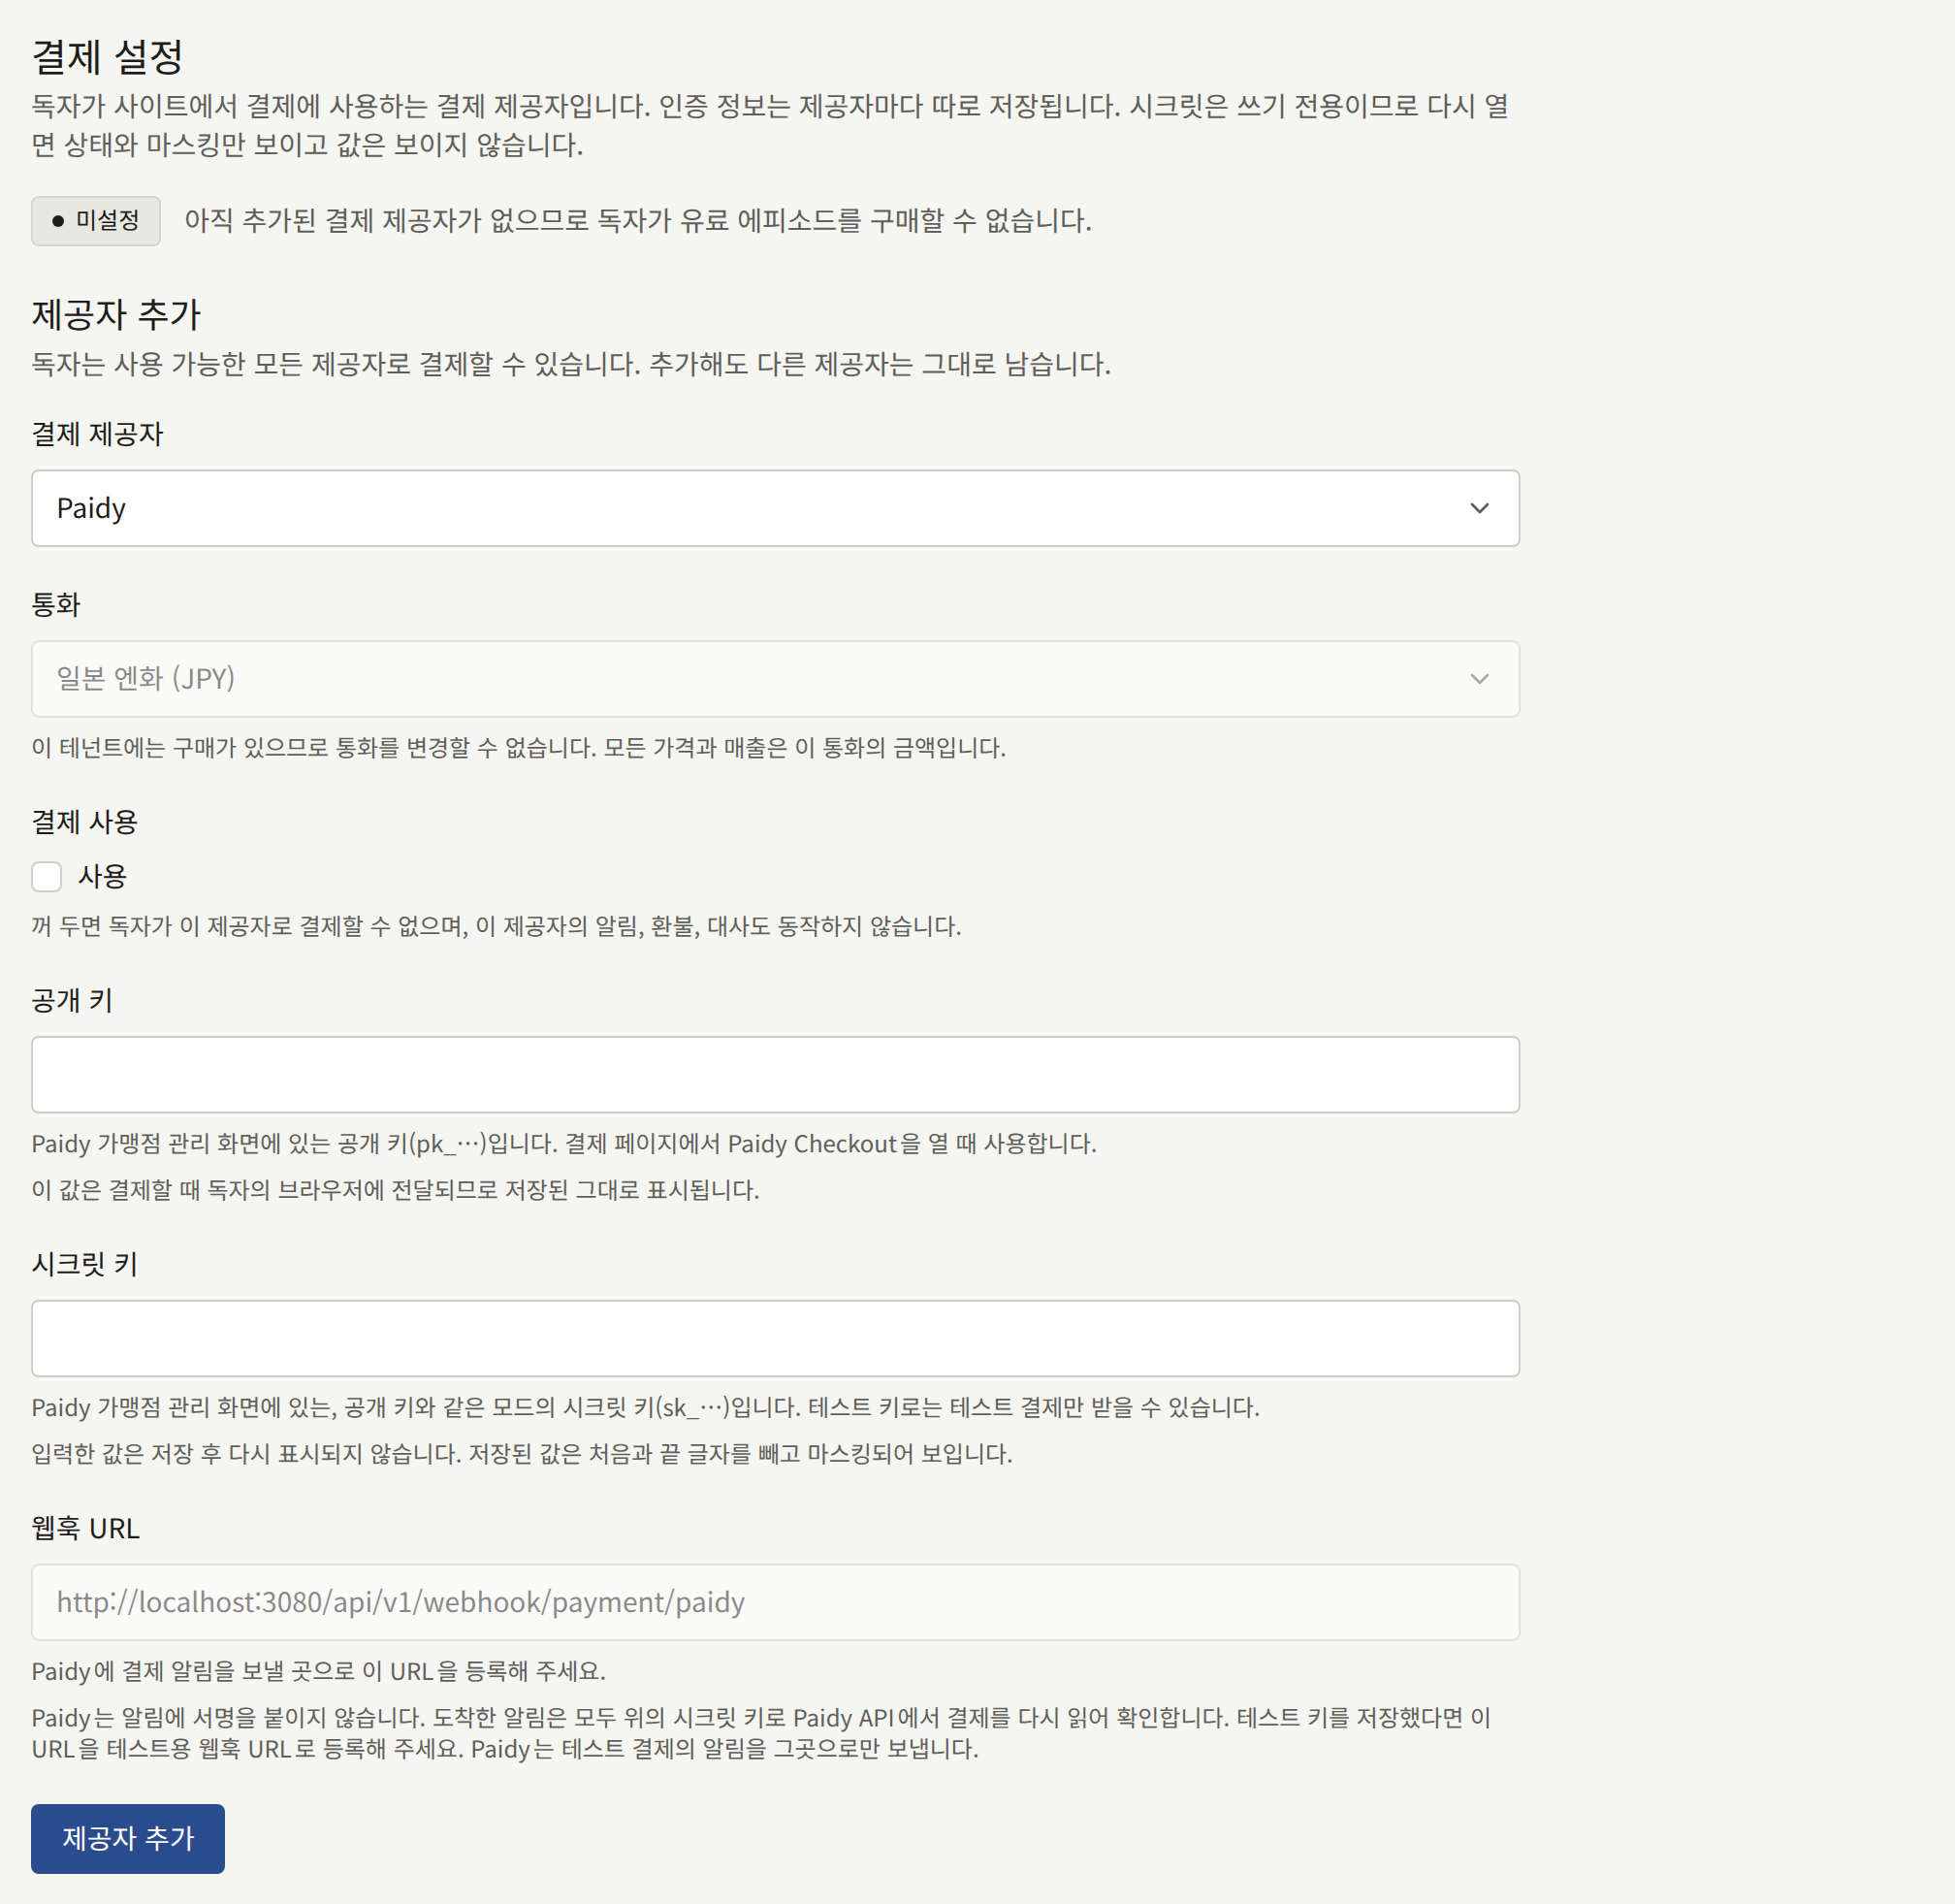 결제 설정
독자가 사이트에서 결제에 사용하는 결제 제공자입니다. 인증 정보는 제공자마다 따로 저장됩니다. 시크릿은 쓰기 전용이므로 다시 열
면 상태와 마스킹만 보이고 값은 보이지 않습니다.
미설정 아직 추가된 결제 제공자가 없으므로 독자가 유료 에피소드를 구매할 수 없습니다.
제공자 추가
독자는 사용 가능한 모든 제공자로 결제할 수 있습니다. 추가해도 다른 제공자는 그대로 남습니다.
결제 제공자
Paidy
통화
일본 엔화 (JPY)
이 테넌트에는 구매가 있으므로 통화를 변경할 수 없습니다. 모든 가격과 매출은 이 통화의 금액입니다.
결제 사용
사용
꺼 두면 독자가 이 제공자로 결제할 수 없으며, 이 제공자의 알림, 환불, 대사도 동작하지 않습니다.
공개 키
Paidy 가맹점 관리 화면에 있는 공개 키(pk_…)입니다. 결제 페이지에서 Paidy Checkout을 열 때 사용합니다.
이 값은 결제할 때 독자의 브라우저에 전달되므로 저장된 그대로 표시됩니다.
시크릿 키
Paidy 가맹점 관리 화면에 있는, 공개 키와 같은 모드의 시크릿 키(sk_…)입니다. 테스트 키로는 테스트 결제만 받을 수 있습니다.
입력한 값은 저장 후 다시 표시되지 않습니다. 저장된 값은 처음과 끝 글자를 빼고 마스킹되어 보입니다.
웹훅 URL
http://localhost:3080/api/v1/webhook/payment/paidy
Paidy에 결제 알림을 보낼 곳으로 이 URL을 등록해 주세요.
Paidy는 알림에 서명을 붙이지 않습니다. 도착한 알림은 모두 위의 시크릿 키로 Paidy API에서 결제를 다시 읽어 확인합니다. 테스트 키를 저장했다면 이
URL을 테스트용 웹훅 URL로 등록해 주세요. Paidy는 테스트 결제의 알림을 그곳으로만 보냅니다.
제공자 추가